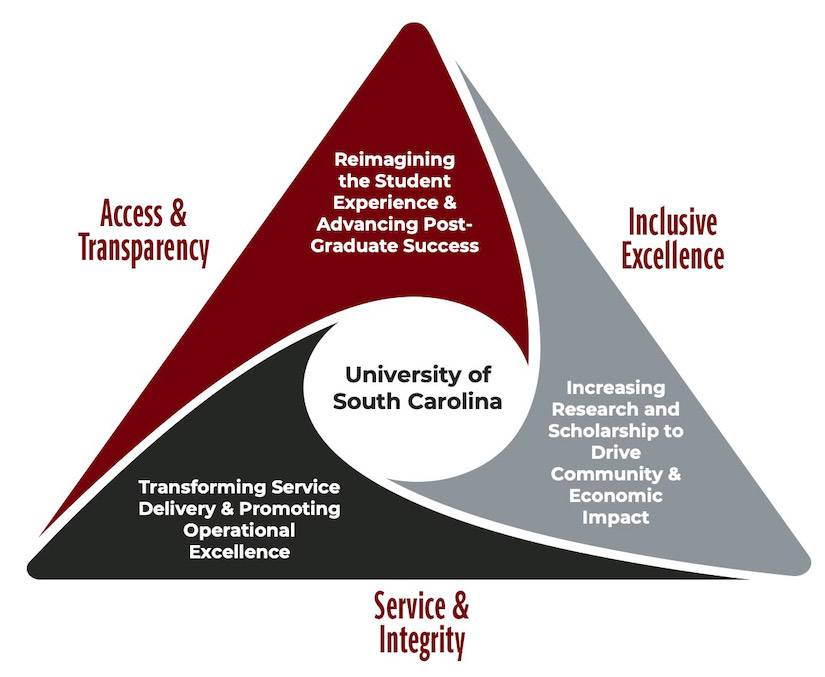 Reimagining
the Student
Experience &
Advancing Post-
Graduate Success
Access &
Transparency
Inclusive
Excellence
University of
South Carolina
Increasing
Research and
Scholarship to
Drive
Community &
Economic
Impact
Transforming Service
Delivery & Promoting
Operational
Excellence
Service &
Integrity